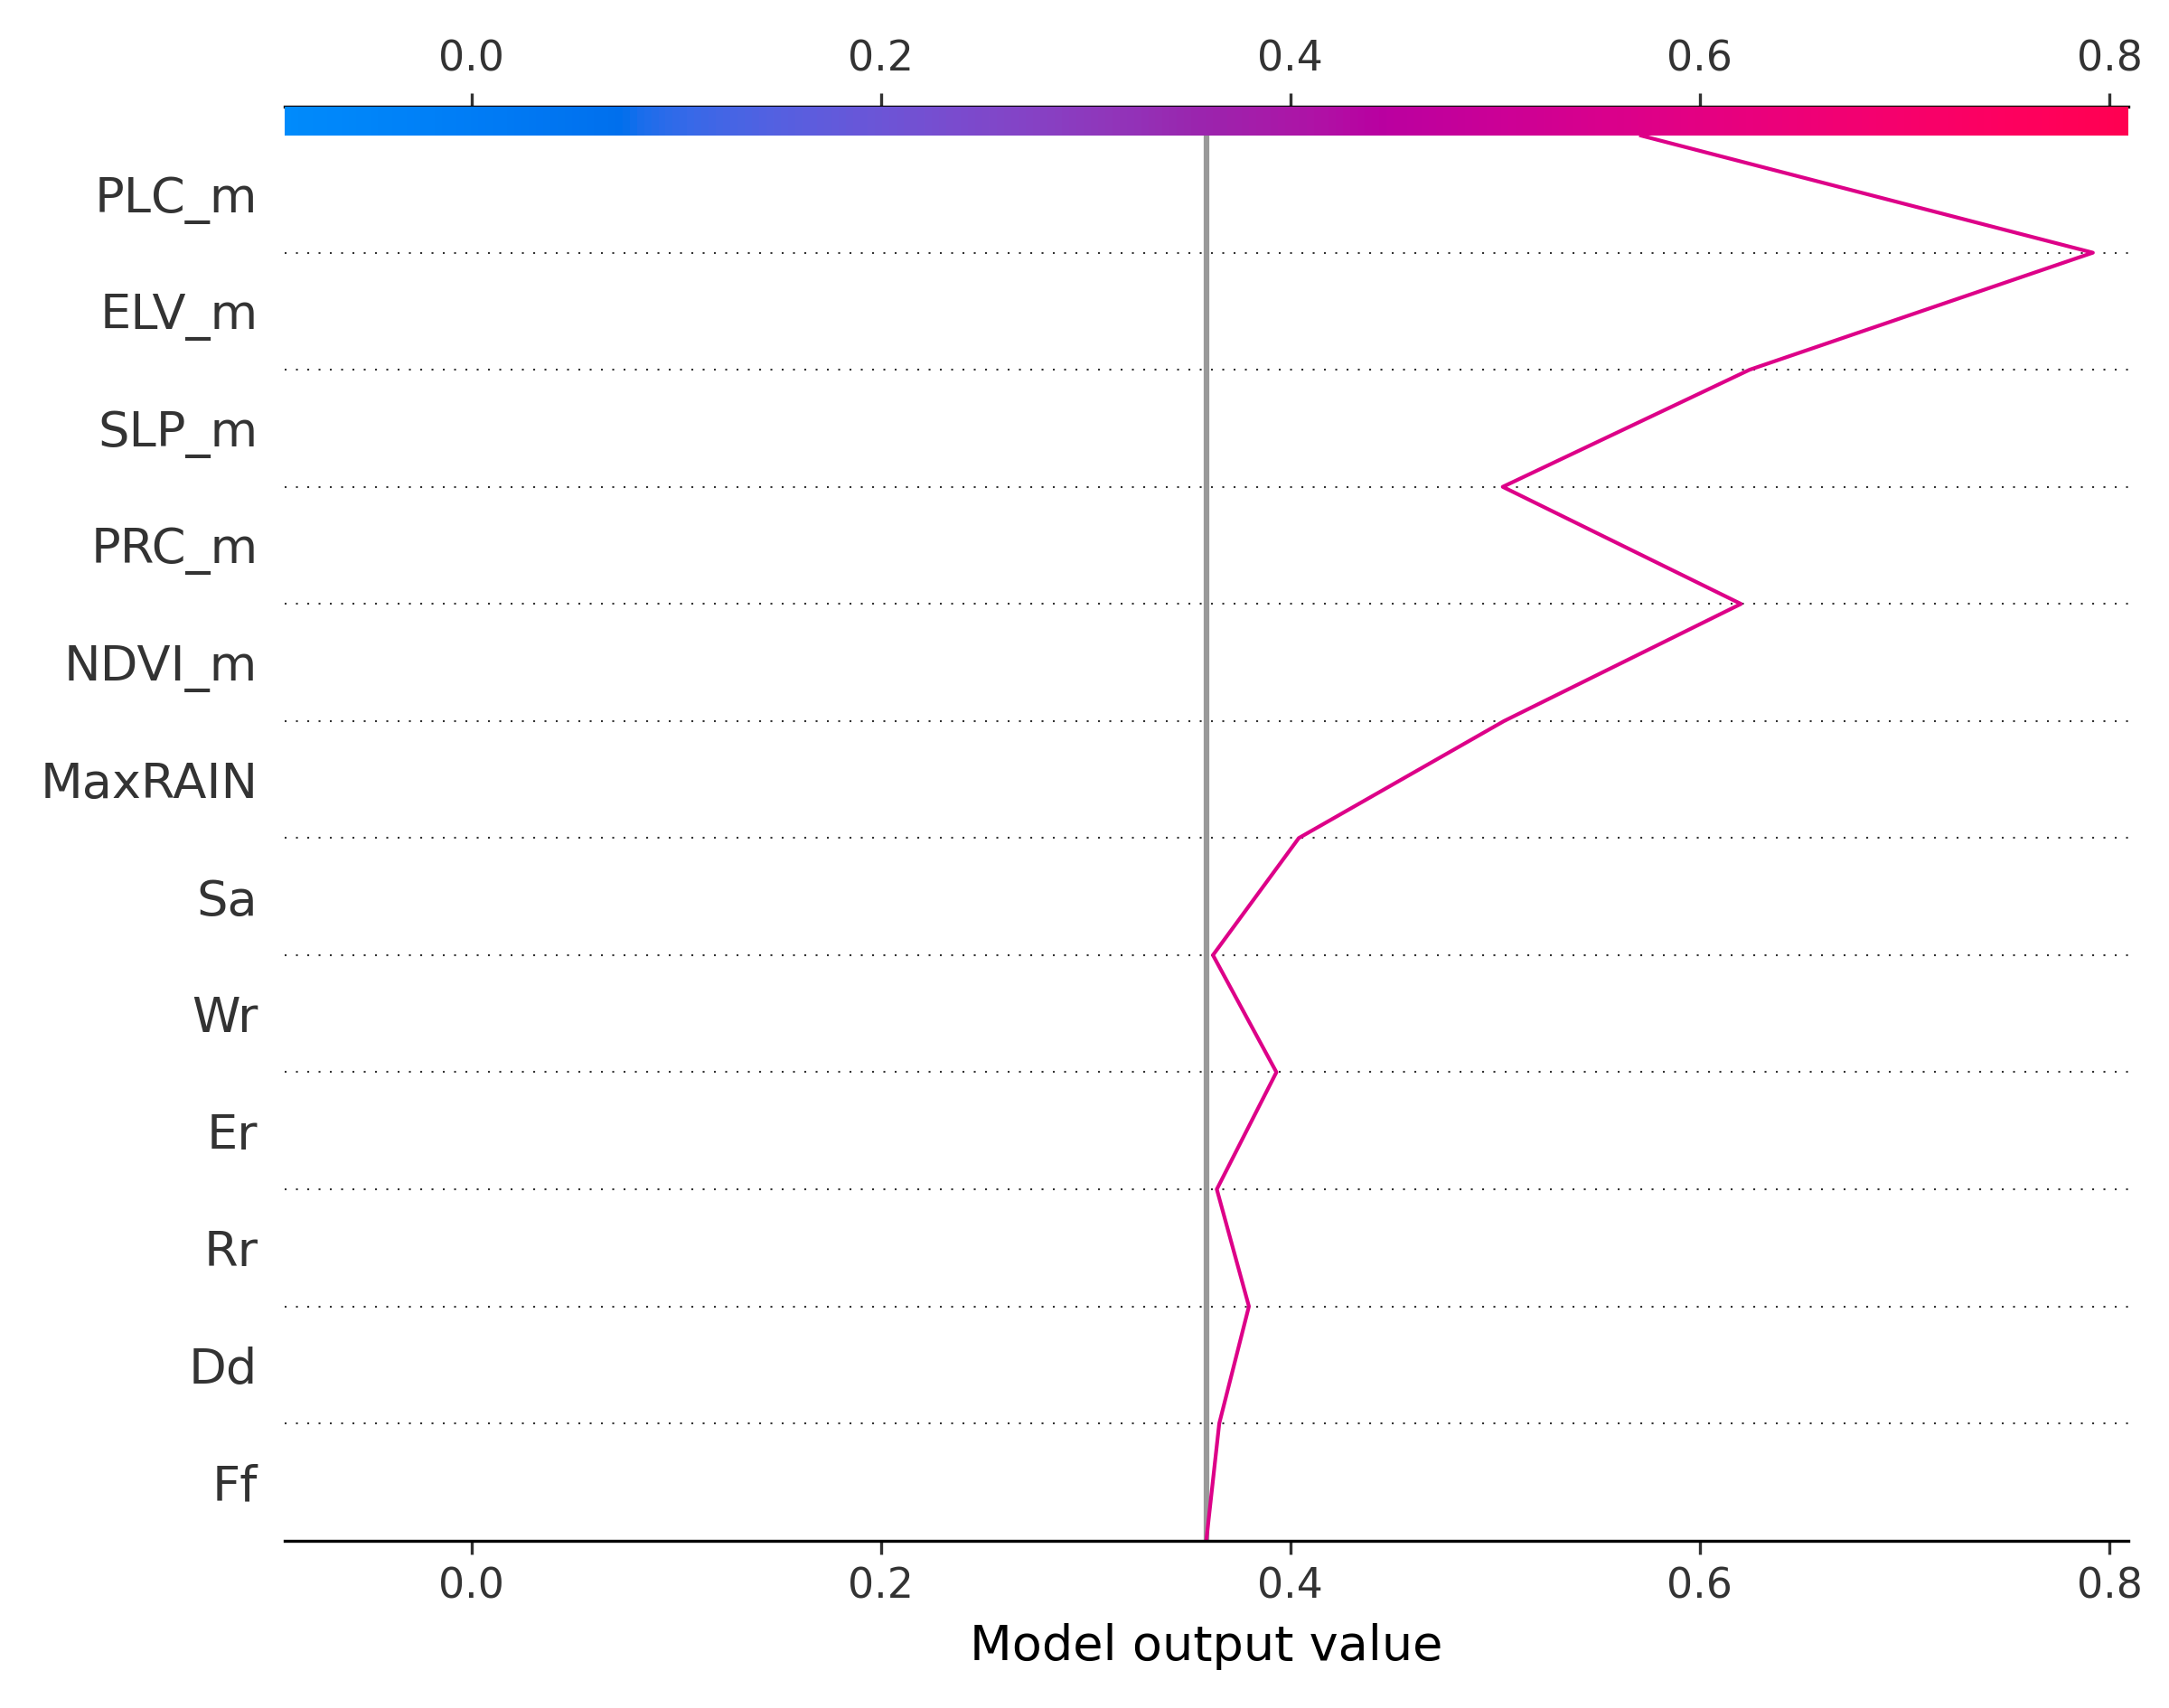 0.0 0.2 0.4 0.6 0.8
PLC_m
ELV_m
SLP_m
PRC_m
NDVI_m
MaxRAIN
Sa
Wr
Er
Rr
Dd
Ff
0.0 0.2 0.4 0.6 0.8
Model output value